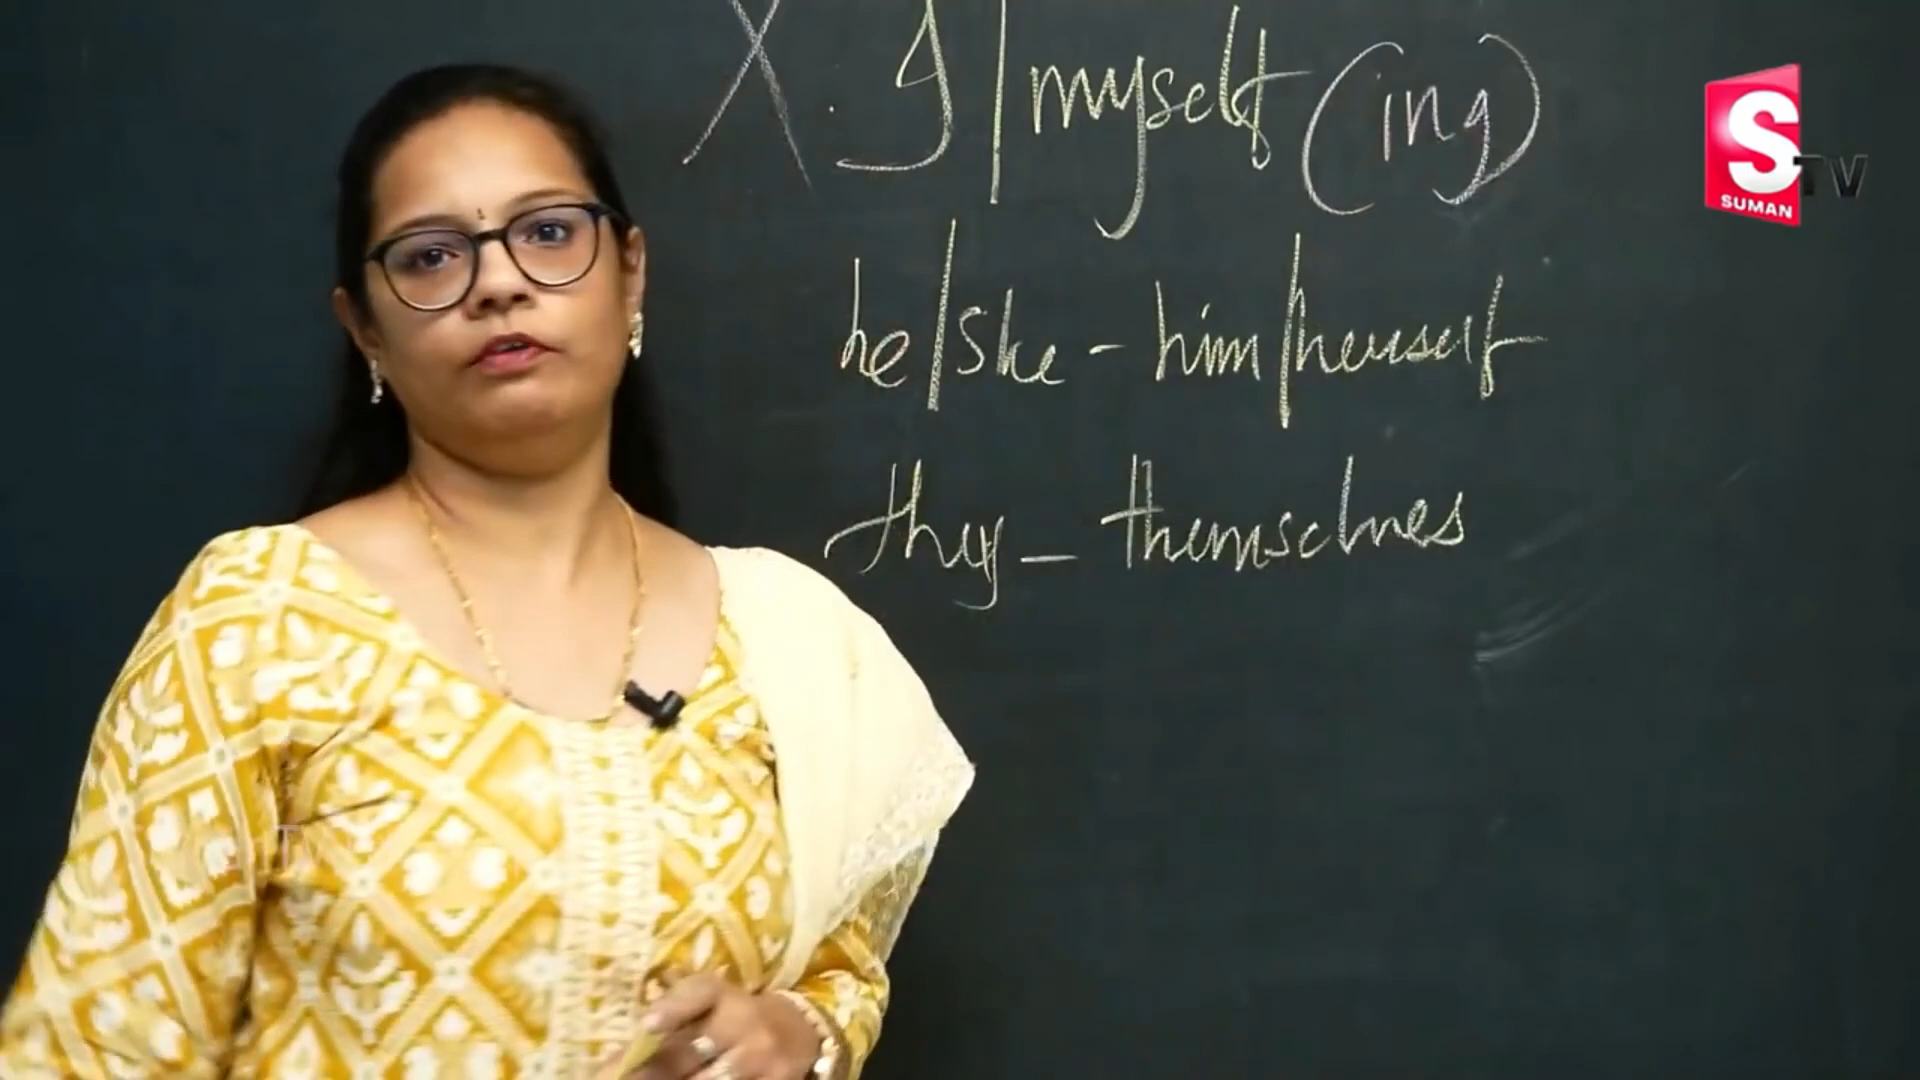 X. I / myself (ing)
he/she - him/herself
they - themselves
S
SUMAN TV